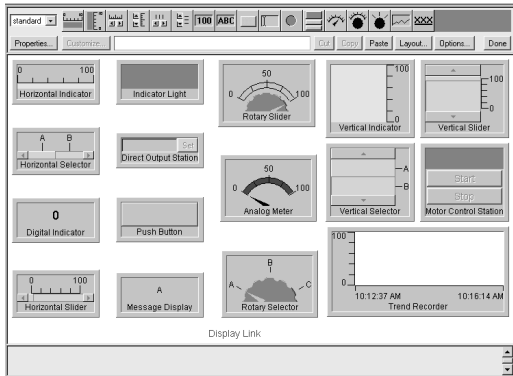 standard
100 ABC
XXX
Properties... Customize... Cut Copy Paste Layout... Options... Done
0 100
Horizontal Indicator
Indicator Light
0 50 100
Rotary Slider
100
0
Vertical Indicator
100
0
Vertical Slider
A B
Horizontal Selector
Set
Direct Output Station
0 50 100
Analog Meter
A
B
Vertical Selector
Start
Stop
Motor Control Station
0
Digital Indicator
Push Button
0 100
Horizontal Slider
A
Message Display
A B C
Rotary Selector
100
0
10:12:37 AM 10:16:14 AM
Trend Recorder
Display Link